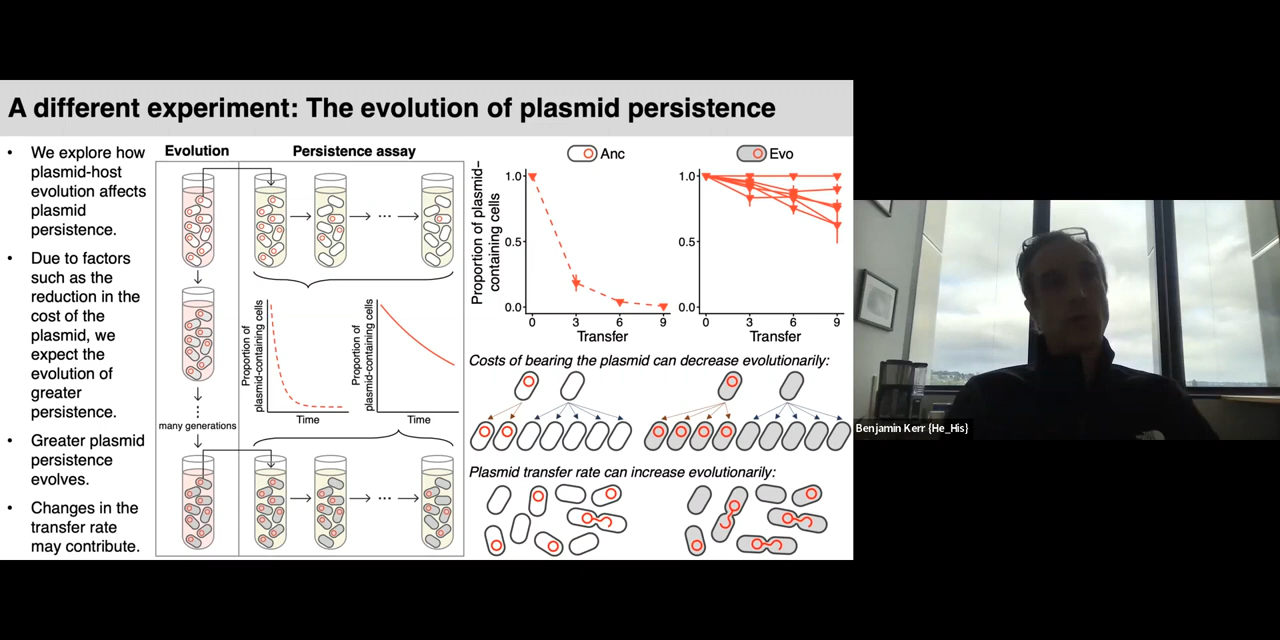 A different experiment: The evolution of plasmid persistence
• We explore how
plasmid-host
evolution affects
plasmid
persistence.
• Due to factors
such as the
reduction in the
cost of the
plasmid, we
expect the
evolution of
greater
persistence.
• Greater plasmid
persistence
evolves.
• Changes in the
transfer rate
may contribute.
Evolution
Persistence assay
...
Proportion of
plasmid-containing cells
Time
Proportion of
plasmid-containing cells
Time
many generations
...
Anc
Evo
Proportion of plasmid–
containing cells
1.0
0.5
0.0
0 3 6 9
Transfer
1.0
0.5
0.0
0 3 6 9
Transfer
Costs of bearing the plasmid can decrease evolutionarily:
Plasmid transfer rate can increase evolutionarily:
Benjamin Kerr {He_His}